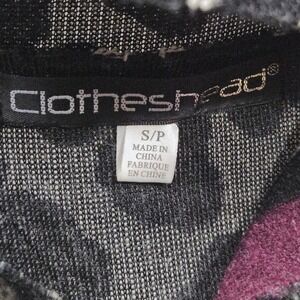 Clotheshead®
S/P
MADE IN
CHINA
FABRIQUE
EN CHINE